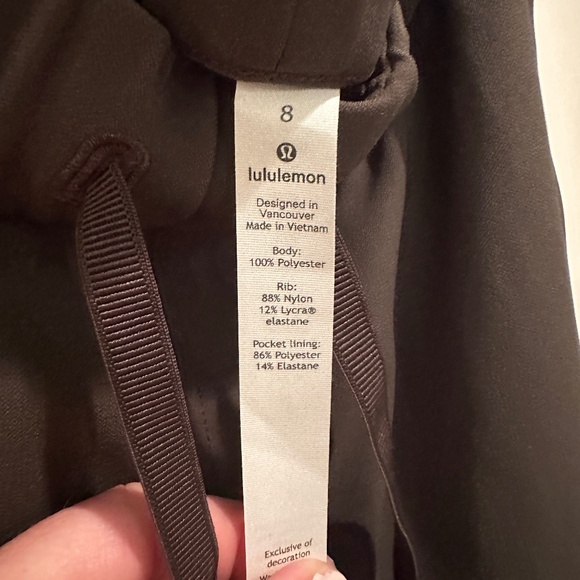 8
lululemon
Designed in
Vancouver
Made in Vietnam
Body:
100% Polyester
Rib:
88% Nylon
12% Lycra®
elastane
Pocket lining:
86% Polyester
14% Elastane
Exclusive of
decoration